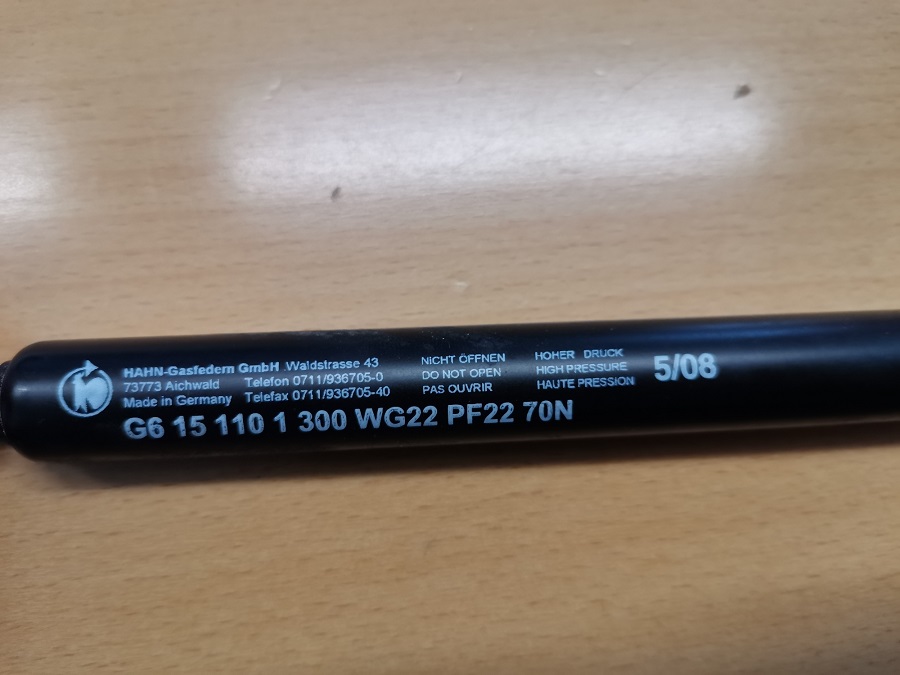 HAHN-Gasfedern GmbH Waldstrasse 43
73773 Aichwald Telefon 0711/936705-0
Made in Germany Telefax 0711/936705-40
NICHT ÖFFNEN
DO NOT OPEN
PAS OUVRIR
HOHER DRUCK
HIGH PRESSURE
HAUTE PRESSION
5/08
G6 15 110 1 300 WG22 PF22 70N